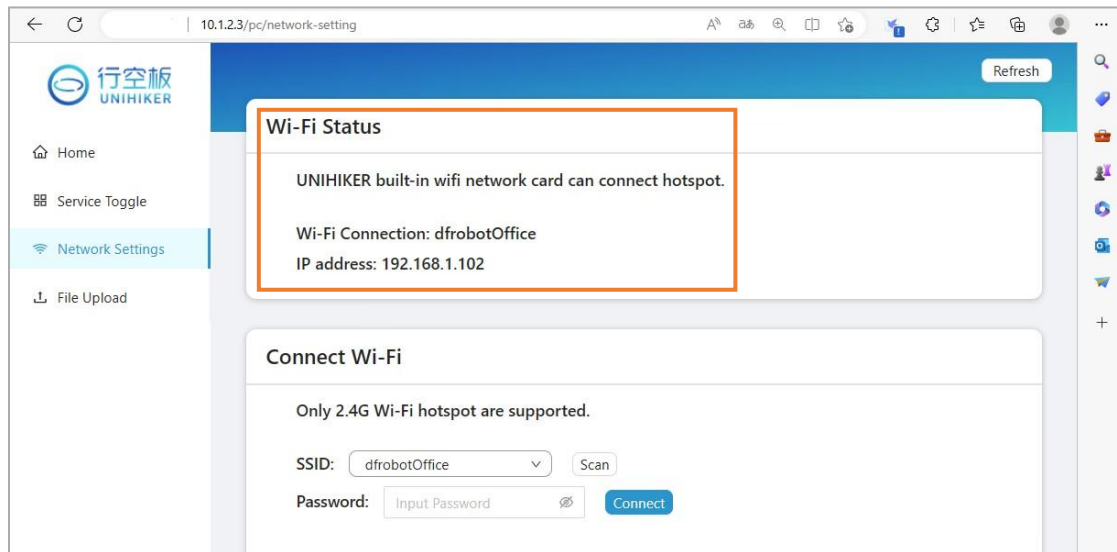 10.1.2.3/pc/network-setting
行空板
UNIHIKER
Refresh
Home
Service Toggle
Network Settings
File Upload
Wi-Fi Status
UNIHIKER built-in wifi network card can connect hotspot.
Wi-Fi Connection: dfrobotOffice
IP address: 192.168.1.102
Connect Wi-Fi
Only 2.4G Wi-Fi hotspot are supported.
SSID: dfrobotOffice Scan
Password: Input Password Connect